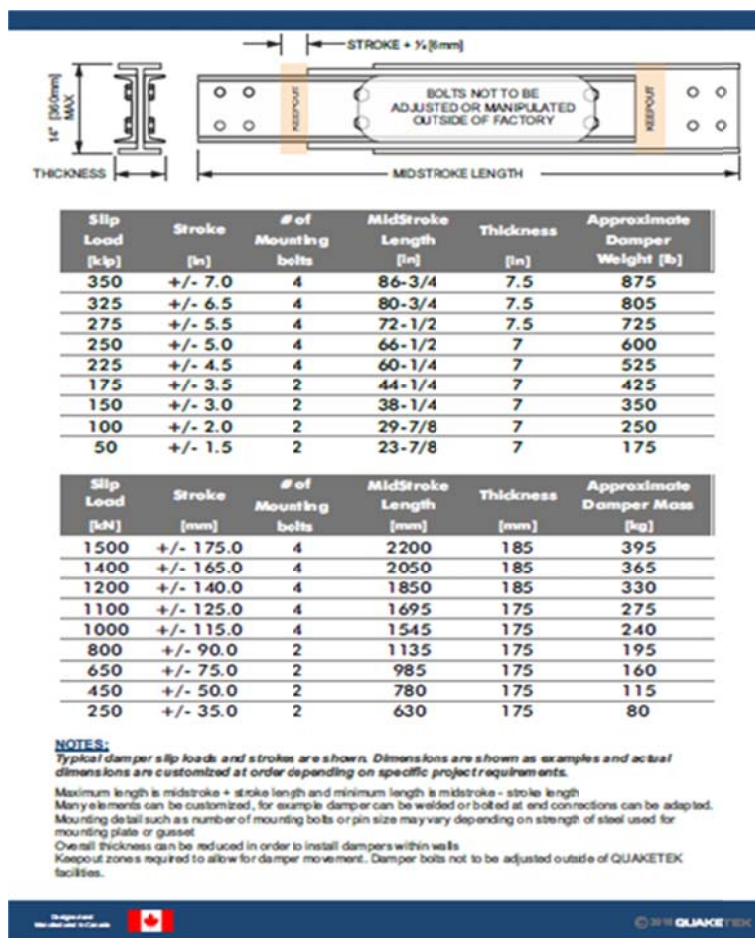 STROKE + ¼ [6mm]
14" [360mm]
MAX
KEEPOUT
BOLTS NOT TO BE
ADJUSTED OR MANIPULATED
OUTSIDE OF FACTORY
KEEPOUT
THICKNESS
MIDSTROKE LENGTH
Slip Load [kip] Stroke [in] # of Mounting bolts MidStroke Length [in] Thickness [in] Approximate Damper Weight [lb]
350 +/- 7.0 4 86-3/4 7.5 875
325 +/- 6.5 4 80-3/4 7.5 805
275 +/- 5.5 4 72-1/2 7.5 725
250 +/- 5.0 4 66-1/2 7 600
225 +/- 4.5 4 60-1/4 7 525
175 +/- 3.5 2 44-1/4 7 425
150 +/- 3.0 2 38-1/4 7 350
100 +/- 2.0 2 29-7/8 7 250
50 +/- 1.5 2 23-7/8 7 175
Slip Load [kN] Stroke [mm] # of Mounting bolts MidStroke Length [mm] Thickness [mm] Approximate Damper Mass [kg]
1500 +/- 175.0 4 2200 185 395
1400 +/- 165.0 4 2050 185 365
1200 +/- 140.0 4 1850 185 330
1100 +/- 125.0 4 1695 175 275
1000 +/- 115.0 4 1545 175 240
800 +/- 90.0 2 1135 175 195
650 +/- 75.0 2 985 175 160
450 +/- 50.0 2 780 175 115
250 +/- 35.0 2 630 175 80
NOTES:
Typical damper slip loads and strokes are shown. Dimensions are shown as examples and actual
dimensions are customized at order depending on specific project requirements.
Maximum length is midstroke + stroke length and minimum length is midstroke - stroke length
Many elements can be customized, for example damper can be welded or bolted at end connections can be adapted.
Mounting detail such as number of mounting bolts or pin size may vary depending on strength of steel used for
mounting plate or gusset
Overall thickness can be reduced in order to install dampers within walls
Keepout zones required to allow for damper movement. Damper bolts not to be adjusted outside of QUAKETEK
facilities.
Designed and
Manufactured in Canada
© QUAKETEK